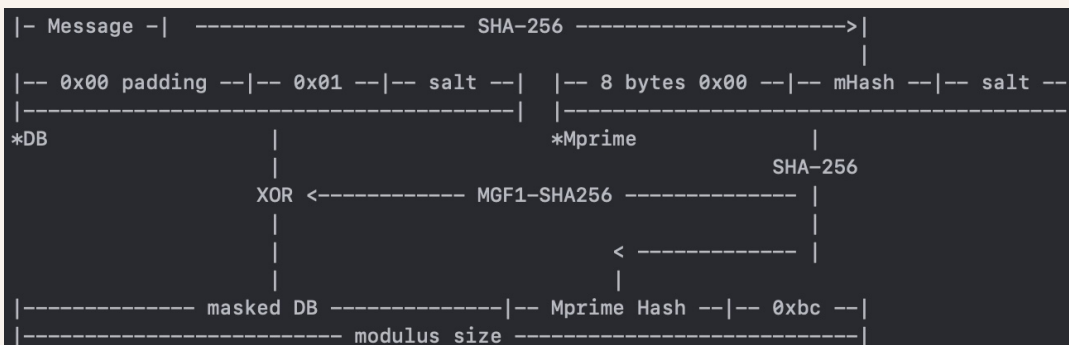 |- Message -|  ---------------------- SHA-256 ---------------------->|
|
|-- 0x00 padding --|-- 0x01 --|-- salt --|  |-- 8 bytes 0x00 --|-- mHash --|-- salt --
|-----------------------------------------|  |-----------------------------------------
*DB                   |                      *Mprime               |
|                                         SHA-256
XOR <------------ MGF1-SHA256 -------------- |
|                                            |
|                           < ------------- |
|                            |
|------------- masked DB --------------|-- Mprime Hash --|-- 0xbc --|
|-------------------------- modulus size ----------------------------|